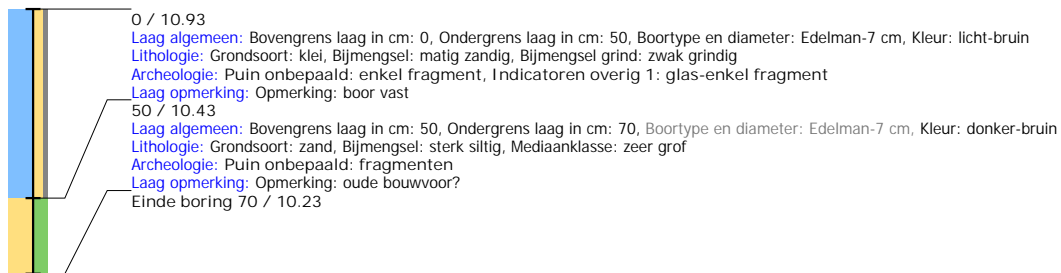 0 / 10.93
Laag algemeen: Bovengrens laag in cm: 0, Ondergrens laag in cm: 50, Boortype en diameter: Edelman-7 cm, Kleur: licht-bruin
Lithologie: Grondsoort: klei, Bijmengsel: matig zandig, Bijmengsel grind: zwak grindig
Archeologie: Puin onbepaald: enkel fragment, Indicatoren overig 1: glas-enkel fragment
Laag opmerking: Opmerking: boor vast
50 / 10.43
Laag algemeen: Bovengrens laag in cm: 50, Ondergrens laag in cm: 70, Boortype en diameter: Edelman-7 cm, Kleur: donker-bruin
Lithologie: Grondsoort: zand, Bijmengsel: sterk siltig, Mediaanklasse: zeer grof
Archeologie: Puin onbepaald: fragmenten
Laag opmerking: Opmerking: oude bouwvoor?
Einde boring 70 / 10.23